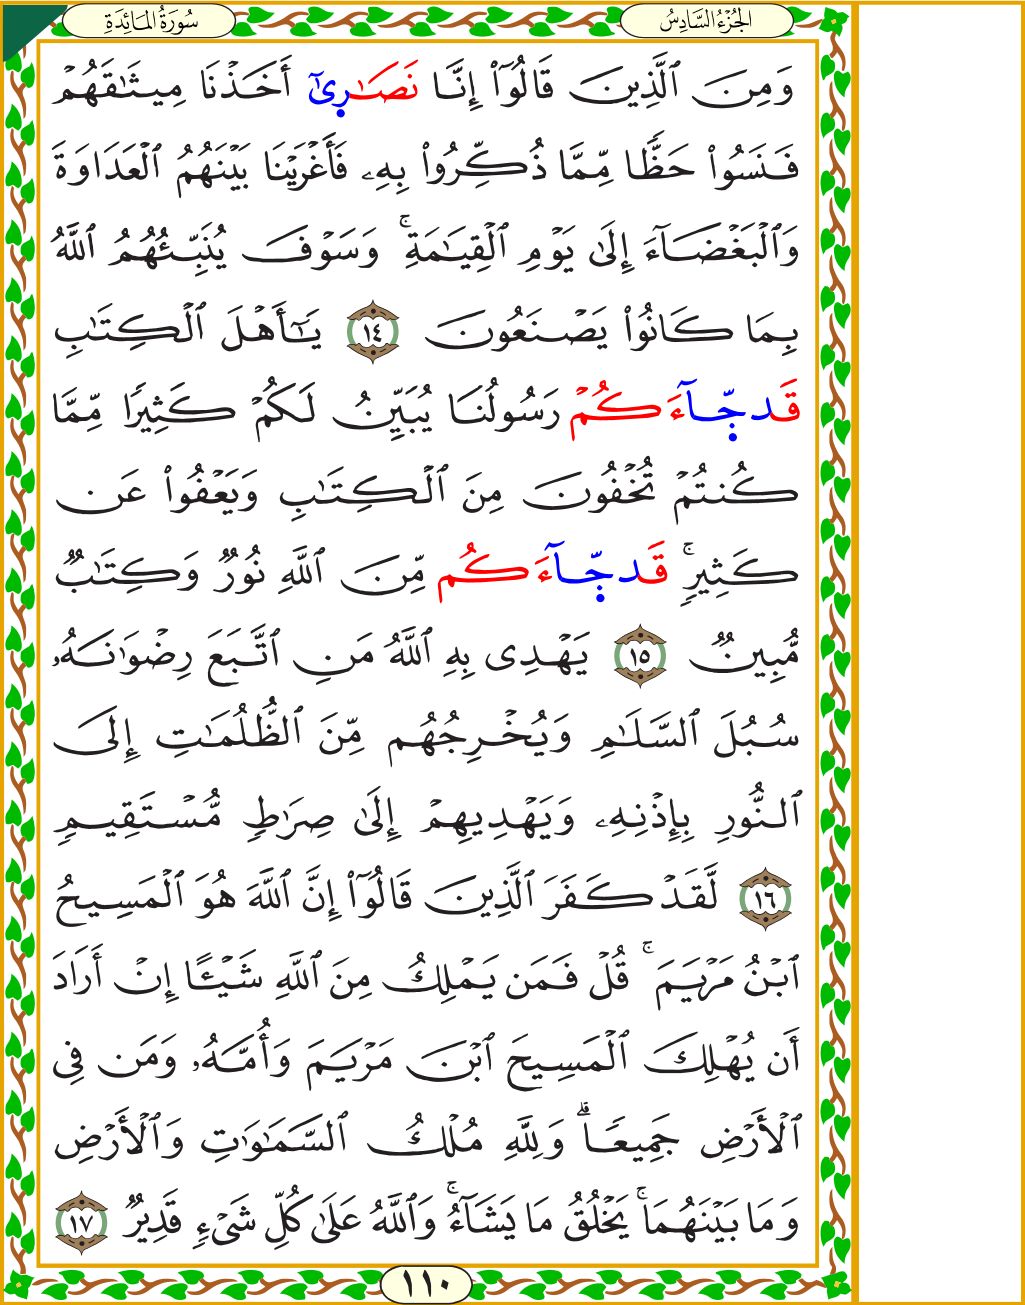 الجُزْءُ السَّادِسُ
سُورَةُ المَائِدَةِ
وَمِنَ ٱلَّذِينَ قَالُوٓا۟ إِنَّا نَصَـٰرِىٰٓ أَخَذْنَا مِيثَـٰقَهُمْ
فَنَسُوا۟ حَظًّا مِّمَّا ذُكِّرُوا۟ بِهِۦ فَأَغْرَيْنَا بَيْنَهُمُ ٱلْعَدَاوَةَ
وَٱلْبَغْضَآءَ إِلَىٰ يَوْمِ ٱلْقِيَـٰمَةِ ۚ وَسَوْفَ يُنَبِّئُهُمُ ٱللَّهُ
بِمَا كَانُوا۟ يَصْنَعُونَ ١٤ يَـٰٓأَهْلَ ٱلْكِتَـٰبِ
قَد جِّآءَكُمْ رَسُولُنَا يُبَيِّنُ لَكُمْ كَثِيرًا مِّمَّا
كُنتُمْ تُخْفُونَ مِنَ ٱلْكِتَـٰبِ وَيَعْفُوا۟ عَن
كَثِيرٍ ۚ قَد جِّآءَكُم مِّنَ ٱللَّهِ نُورٌ وَكِتَـٰبٌ
مُّبِينٌ ١٥ يَهْدِى بِهِ ٱللَّهُ مَنِ ٱتَّبَعَ رِضْوَٰنَهُۥ
سُبُلَ ٱلسَّلَـٰمِ وَيُخْرِجُهُم مِّنَ ٱلظُّلُمَـٰتِ إِلَى
ٱلنُّورِ بِإِذْنِهِۦ وَيَهْدِيهِمْ إِلَىٰ صِرَٰطٍ مُّسْتَقِيمٍ
١٦ لَّقَدْ كَفَرَ ٱلَّذِينَ قَالُوٓا۟ إِنَّ ٱللَّهَ هُوَ ٱلْمَسِيحُ
ٱبْنُ مَرْيَمَ ۚ قُلْ فَمَن يَمْلِكُ مِنَ ٱللَّهِ شَيْـًٔا إِنْ أَرَادَ
أَن يُهْلِكَ ٱلْمَسِيحَ ٱبْنَ مَرْيَمَ وَأُمَّهُۥ وَمَن فِى
ٱلْأَرْضِ جَمِيعًا ۗ وَلِلَّهِ مُلْكُ ٱلسَّمَـٰوَٰتِ وَٱلْأَرْضِ
وَمَا بَيْنَهُمَا ۚ يَخْلُقُ مَا يَشَآءُ ۚ وَٱللَّهُ عَلَىٰ كُلِّ شَىْءٍ قَدِيرٌ ١٧
١١٠